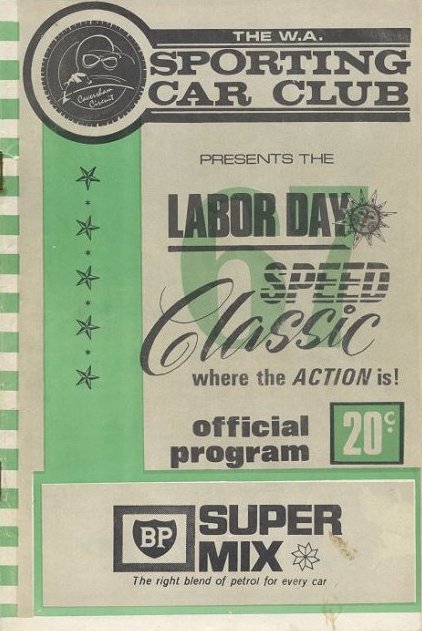 THE W.A.
SPORTING
CAR CLUB
Caversham
Circuit
PRESENTS THE
67
LABOR DAY
SPEED
Classic
where the ACTION is!
official
program
20c.
BP
SUPER
MIX
The right blend of petrol for every car